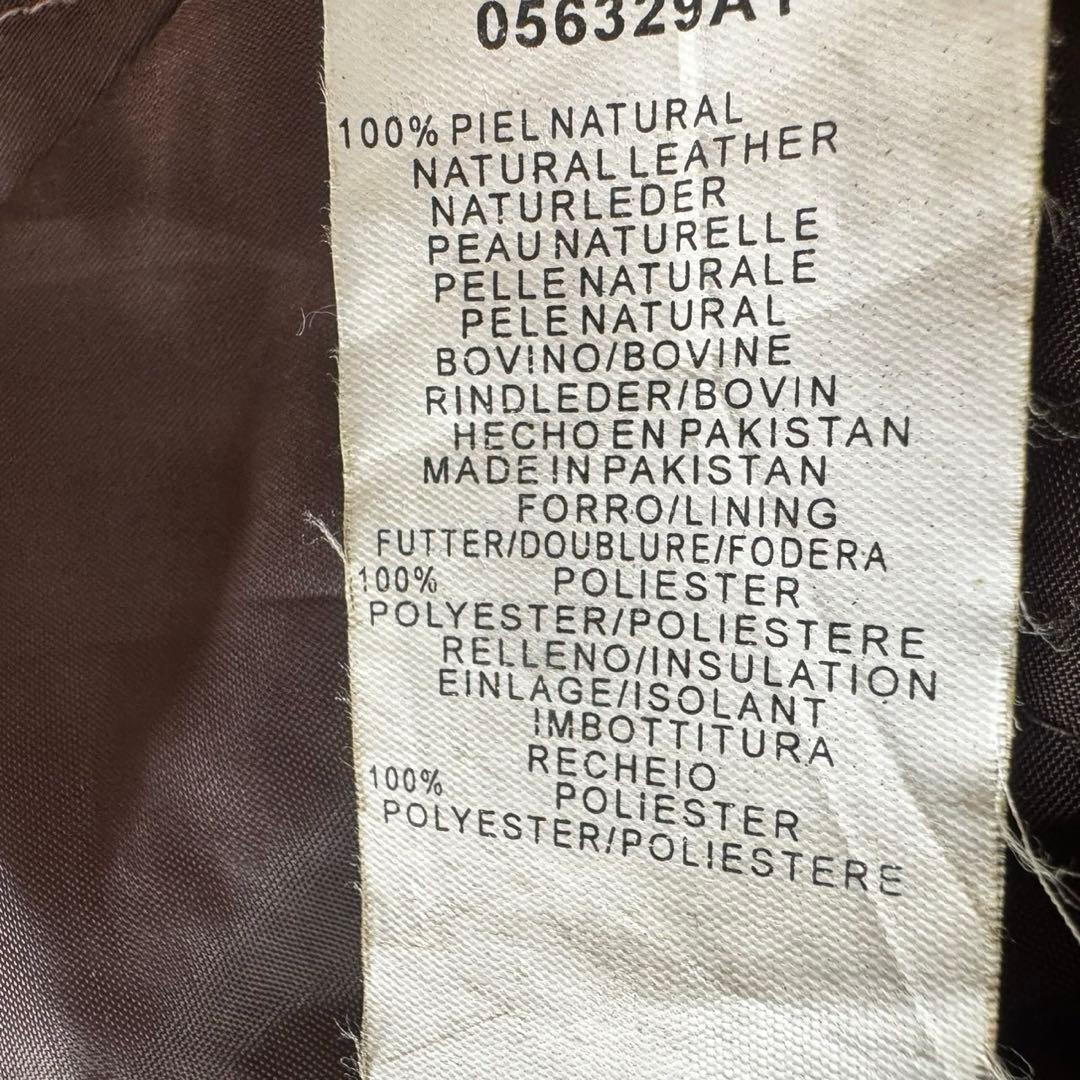 056329A1
100% PIEL NATURAL
NATURAL LEATHER
NATURLEDER
PEAU NATURELLE
PELLE NATURALE
PELE NATURAL
BOVINO/BOVINE
RINDLEDER/BOVIN
HECHO EN PAKISTAN
MADE IN PAKISTAN
FORRO/LINING
FUTTER/DOUBLURE/FODERA
100% POLIESTER
POLYESTER/POLIESTERE
RELLENO/INSULATION
EINLAGE/ISOLANT
IMBOTTITURA
RECHEIO
100% POLIESTER
POLYESTER/POLIESTERE